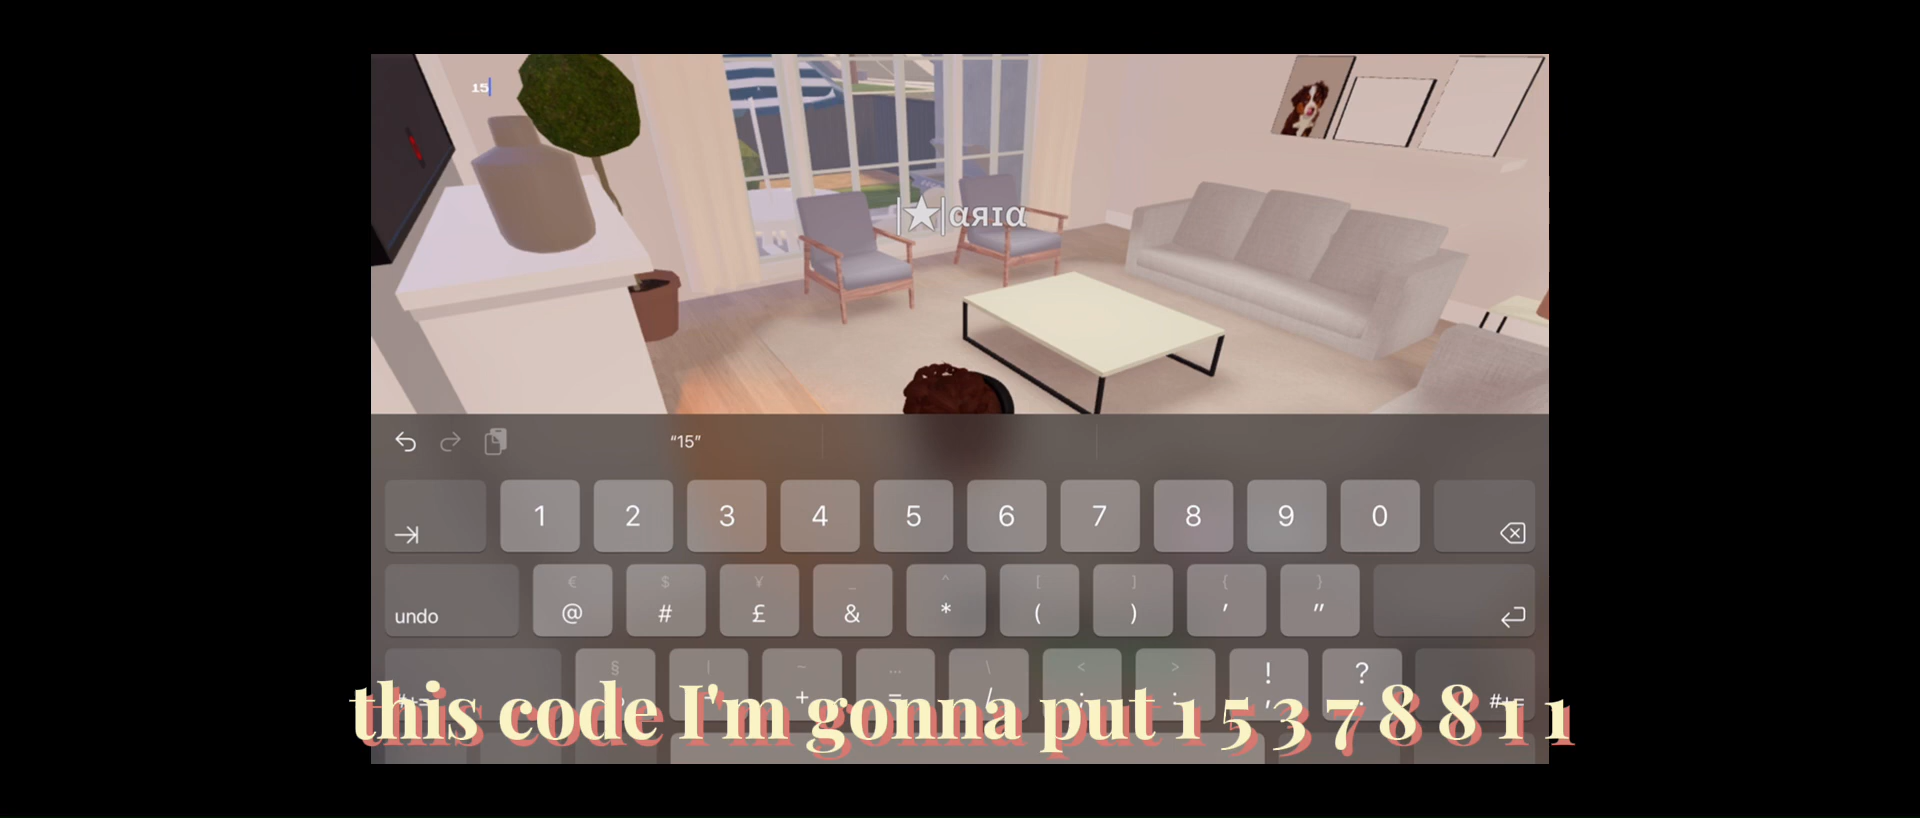 15
|★|αяια
“15”
1 2 3 4 5 6 7 8 9 0
undo € @ $ # ¥ £ _ & ^ * [ ( ] ) { ' } "
#+= § | ~ + … = \ / < ; > : ! , ? . #+=
this code I'm gonna put 1 5 3 7 8 8 1 1